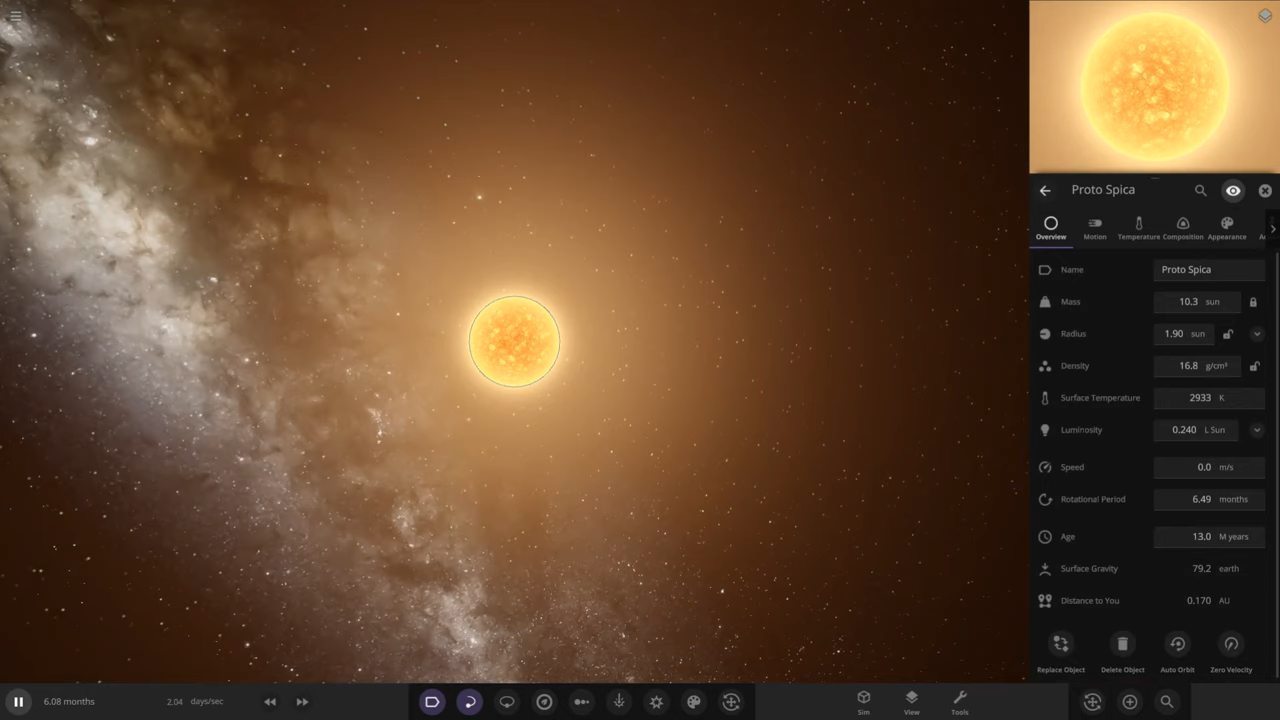 Proto Spica
Overview
Motion
Temperature
Composition
Appearance
Name Proto Spica
Mass 10.3 sun
Radius 1.90 sun
Density 16.8 g/cm³
Surface Temperature 2933 K
Luminosity 0.240 L Sun
Speed 0.0 m/s
Rotational Period 6.49 months
Age 13.0 M years
Surface Gravity 79.2 earth
Distance to You 0.170 AU
Replace Object
Delete Object
Auto Orbit
Zero Velocity
6.08 months
2.04 days/sec
Sim
View
Tools